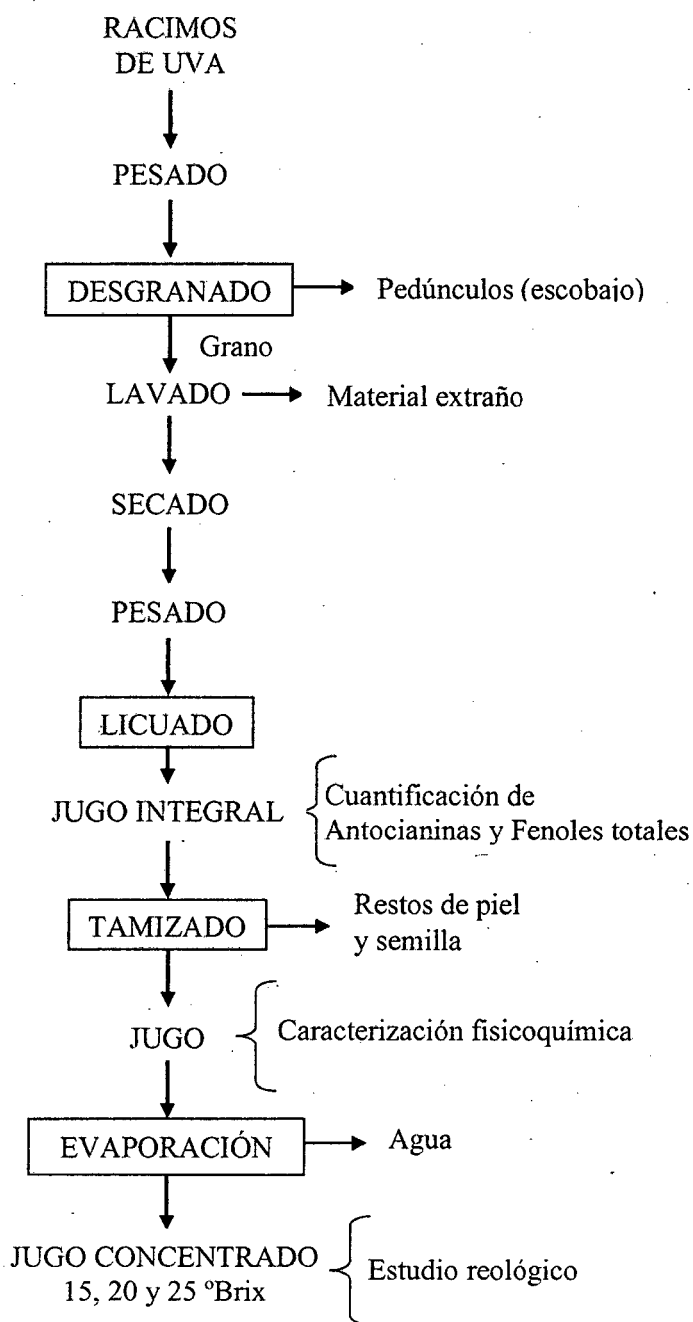 RACIMOS
DE UVA
PESADO
DESGRANADO
Pedúnculos (escobajo)
Grano
LAVADO
Material extraño
SECADO
PESADO
LICUADO
JUGO INTEGRAL
Cuantificación de
Antocianinas y Fenoles totales
TAMIZADO
Restos de piel
y semilla
JUGO
Caracterización fisicoquímica
EVAPORACIÓN
Agua
JUGO CONCENTRADO
15, 20 y 25 ºBrix
Estudio reológico